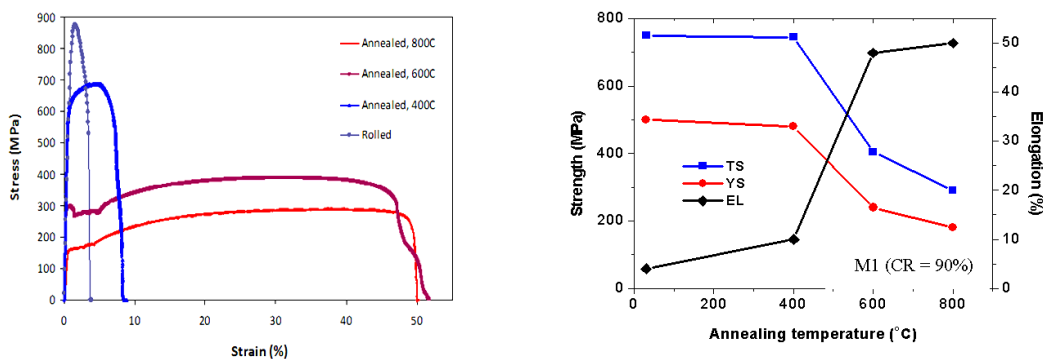 900
800
700
600
500
400
300
200
100
0
Stress (MPa)
0 10 20 30 40 50
Strain (%)
Annealed, 800C
Annealed, 600C
Annealed, 400C
Rolled
800
600
400
200
0
Strength (MPa)
TS
YS
EL
M1 (CR = 90%)
50
40
30
20
10
0
Elongation (%)
0 200 400 600 800
Annealing temperature (°C)